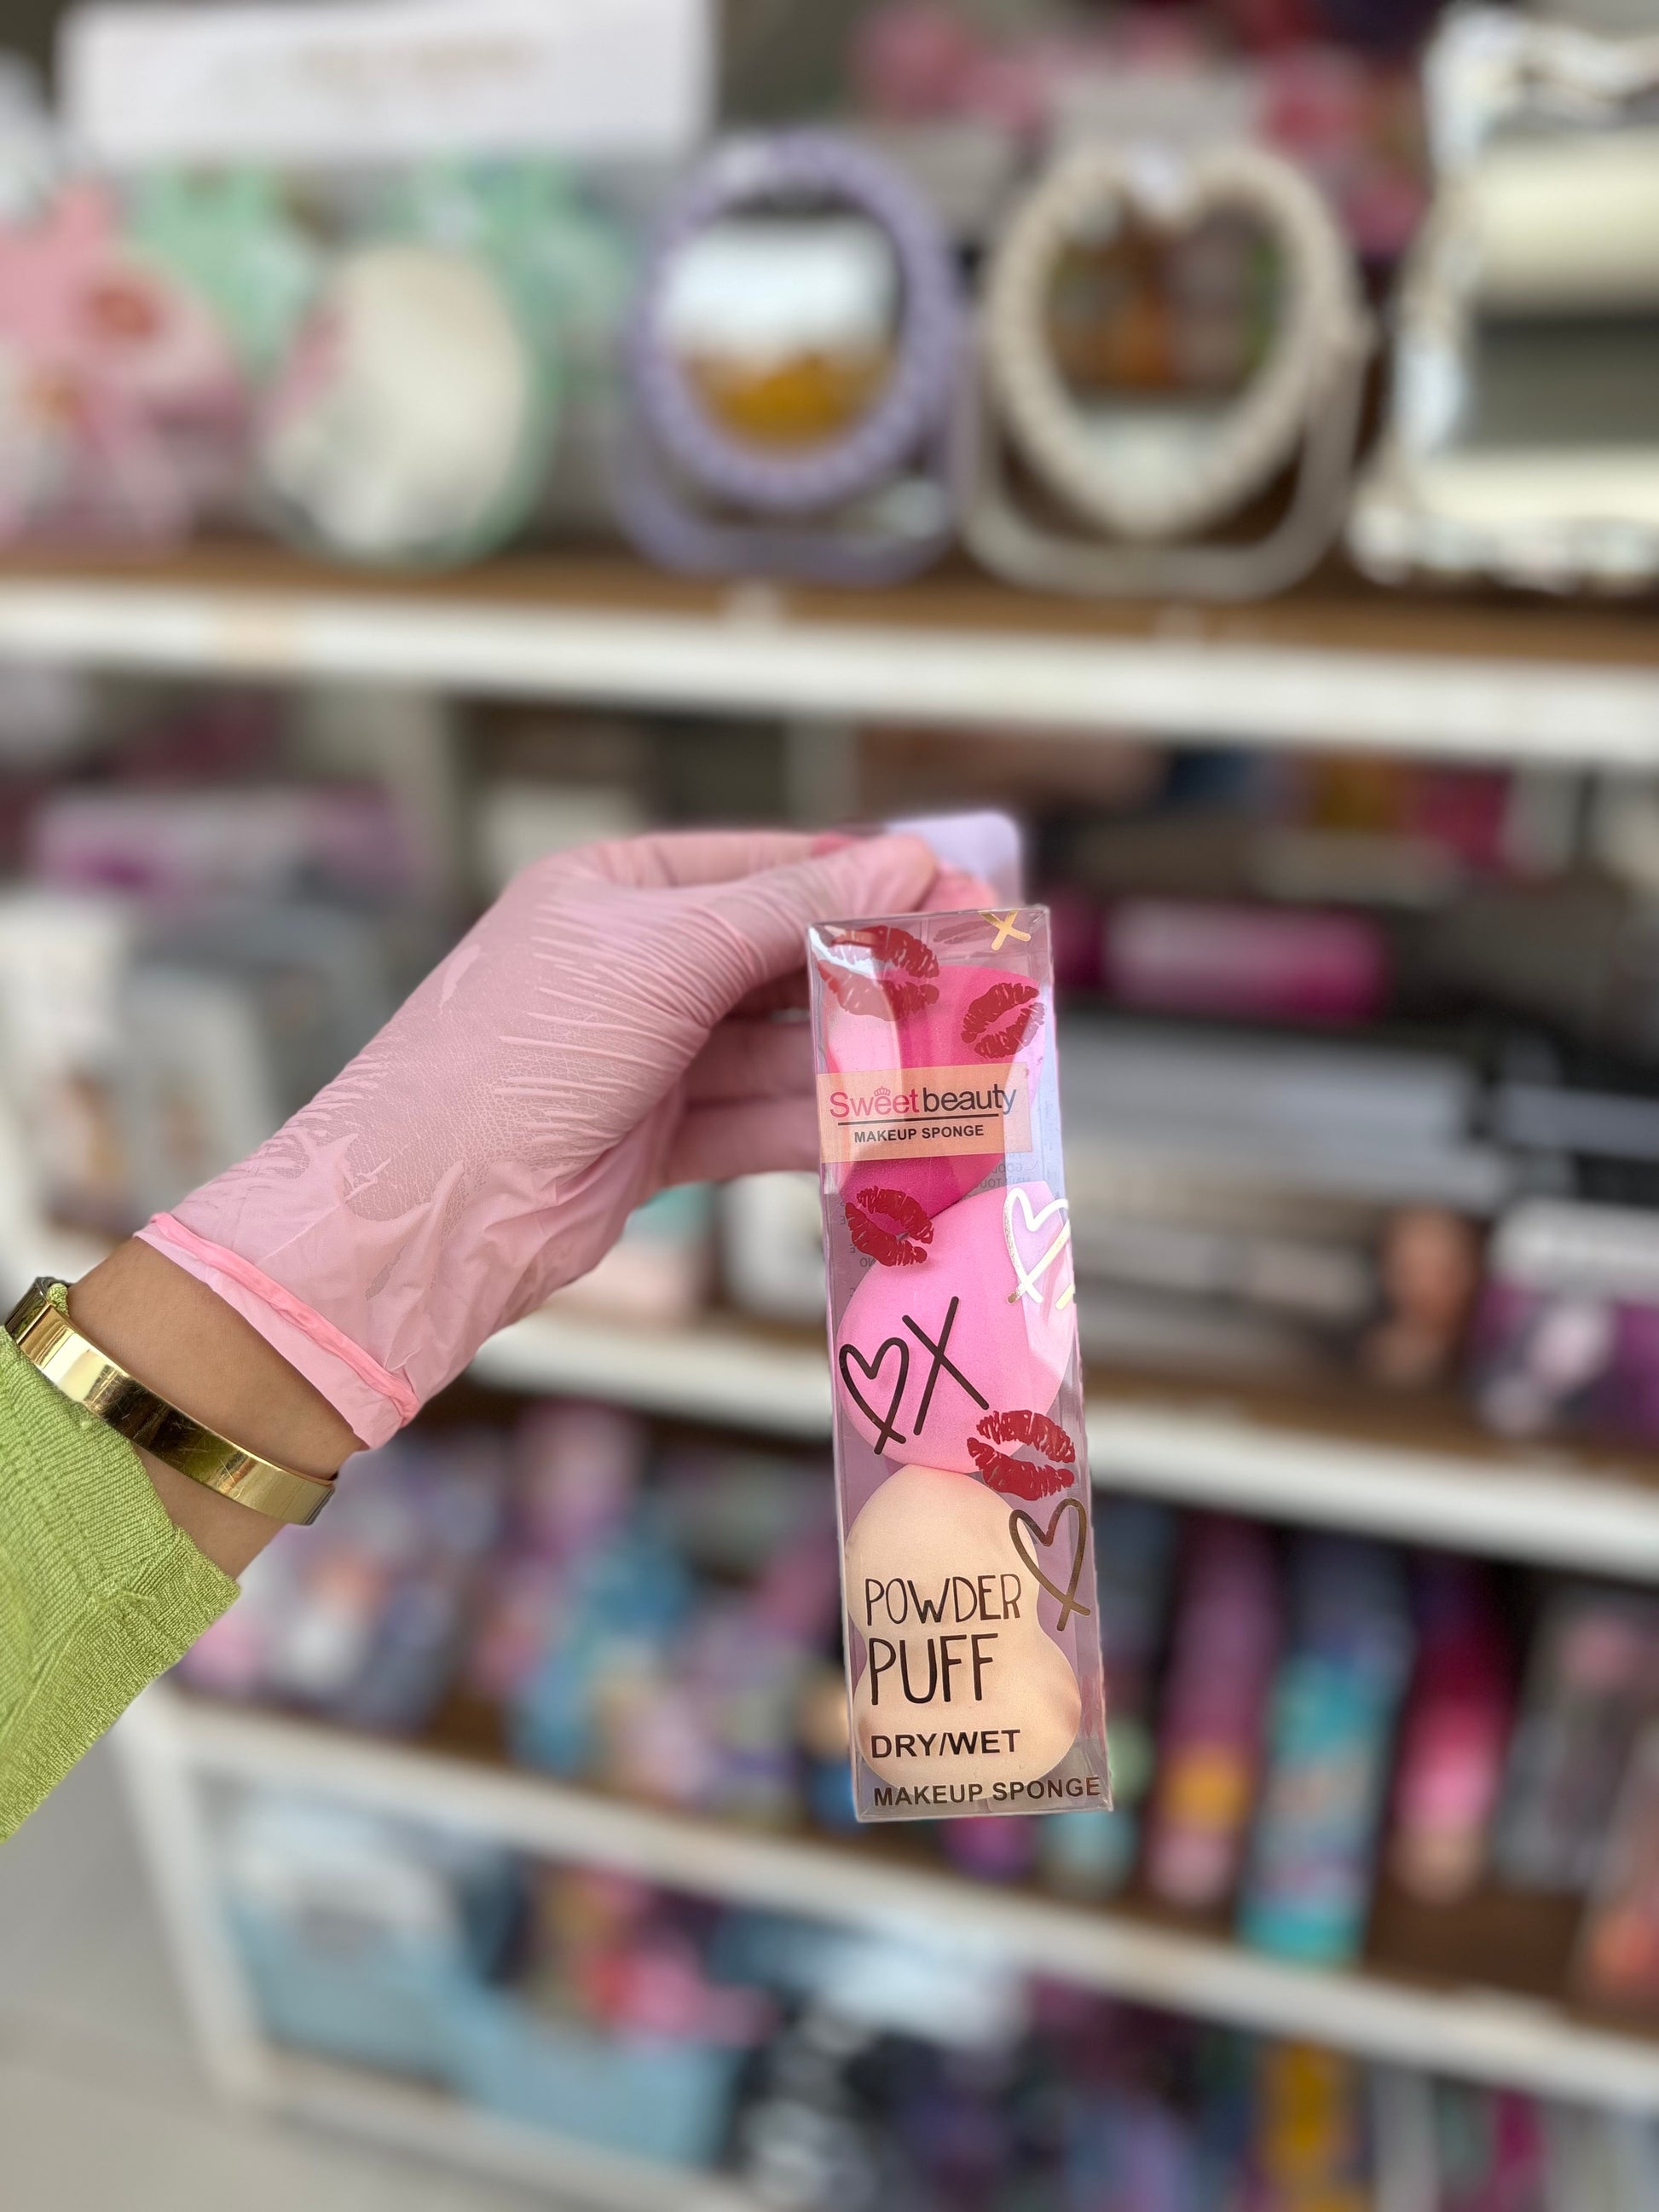 Sweetbeauty
MAKEUP SPONGE
POWDER
PUFF
DRY/WET
MAKEUP SPONGE